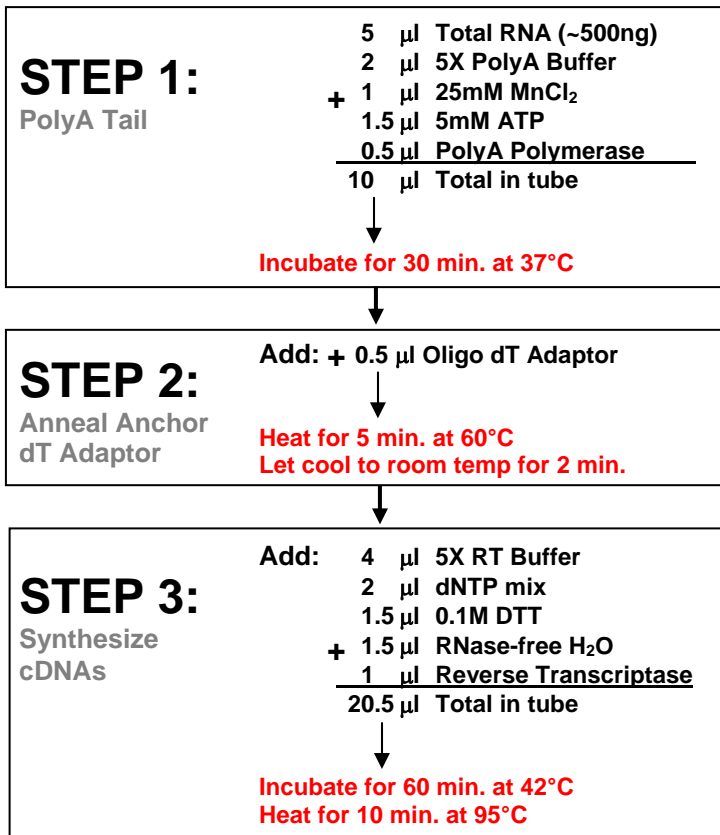 STEP 1:
PolyA Tail
5 μl Total RNA (~500ng)
2 μl 5X PolyA Buffer
+ 1 μl 25mM MnCl₂
1.5 μl 5mM ATP
0.5 μl PolyA Polymerase
10 μl Total in tube
Incubate for 30 min. at 37°C
STEP 2:
Anneal Anchor
dT Adaptor
Add: + 0.5 μl Oligo dT Adaptor
Heat for 5 min. at 60°C
Let cool to room temp for 2 min.
STEP 3:
Synthesize
cDNAs
Add: 4 μl 5X RT Buffer
2 μl dNTP mix
1.5 μl 0.1M DTT
+ 1.5 μl RNase-free H₂O
1 μl Reverse Transcriptase
20.5 μl Total in tube
Incubate for 60 min. at 42°C
Heat for 10 min. at 95°C